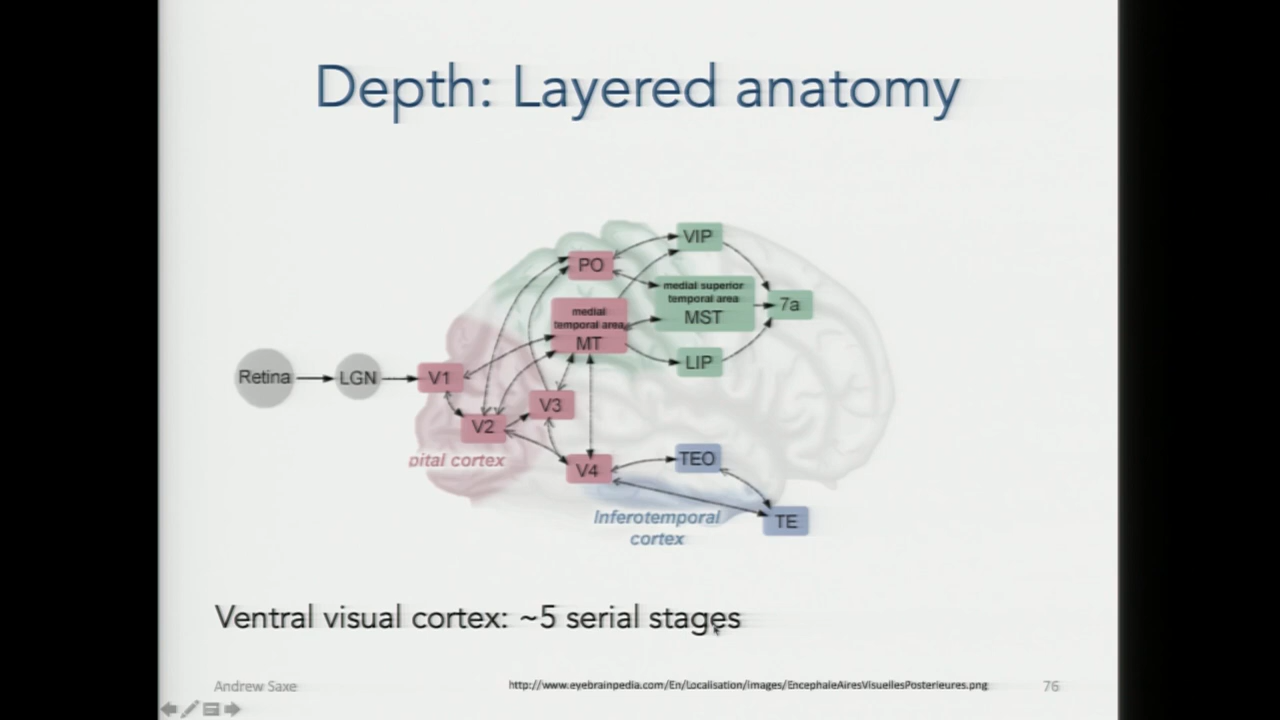 Depth: Layered anatomy
VIP
PO
medial superior
temporal area
MST
7a
medial
temporal area
MT
LIP
Retina
LGN
V1
V3
V2
pital cortex
V4
TEO
Inferotemporal
cortex
TE
Ventral visual cortex: ~5 serial stages
Andrew Saxe
http://www.eyebrainpedia.com/En/Localisation/images/EncephaleAiresVisuellesPosterieures.png
76